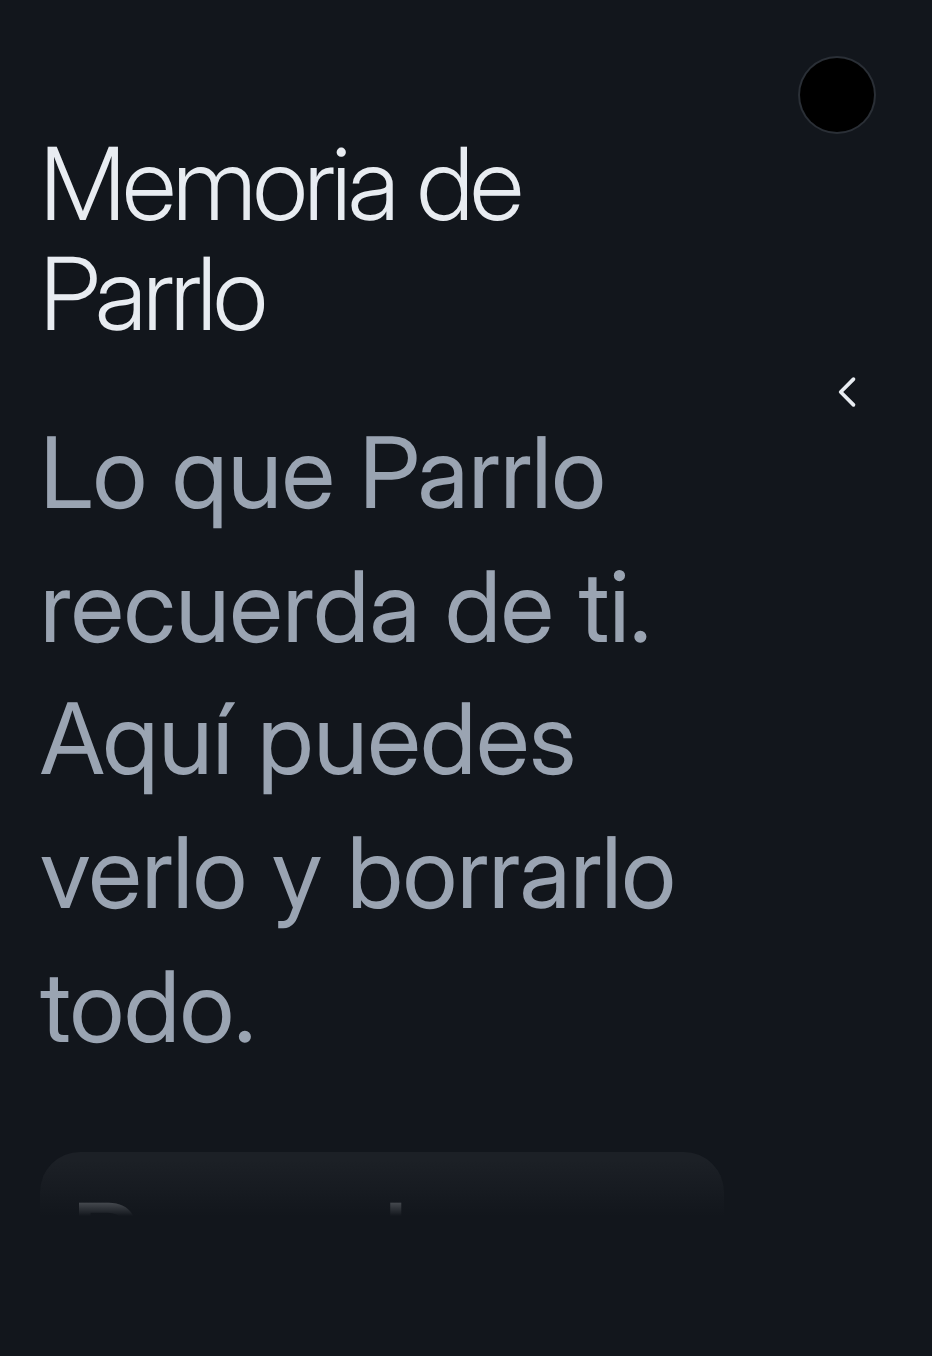 Memoria de
Parrlo
Lo que Parrlo
recuerda de ti.
Aquí puedes
verlo y borrarlo
todo.